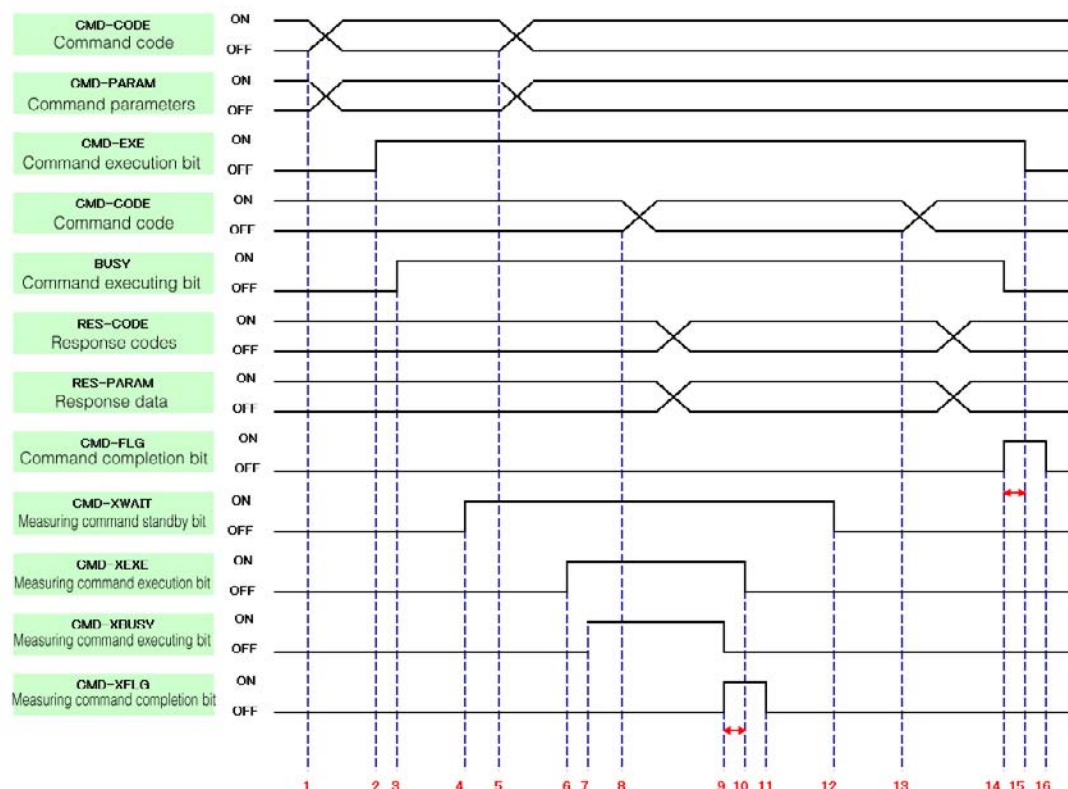 CMD-CODE
Command code
ON
OFF
CMD-PARAM
Command parameters
ON
OFF
CMD-EXE
Command execution bit
ON
OFF
CMD-CODE
Command code
ON
OFF
BUSY
Command executing bit
ON
OFF
RES-CODE
Response codes
ON
OFF
RES-PARAM
Response data
ON
OFF
CMD-FLG
Command completion bit
ON
OFF
CMD-XWAIT
Measuring command standby bit
ON
OFF
CMD-XEXE
Measuring command execution bit
ON
OFF
CMD-XBUSY
Measuring command executing bit
ON
OFF
CMD-XFLG
Measuring command completion bit
ON
OFF
1 2 3 4 5 6 7 8 9 10 11 12 13 14 15 16